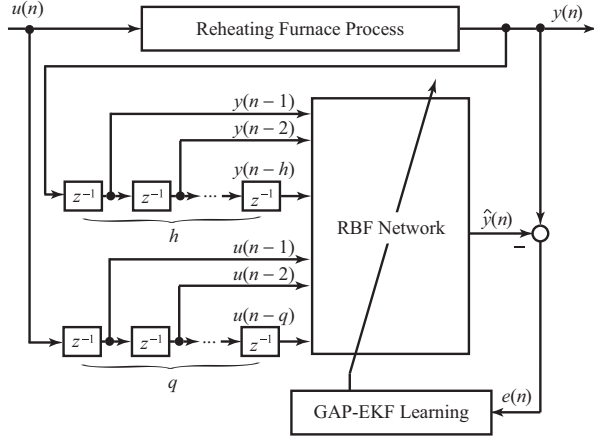 u(n)
Reheating Furnace Process
y(n)
y(n−1)
y(n−2)
y(n−h)
z⁻¹ z⁻¹ ... z⁻¹
h
RBF Network
ŷ(n)
−
u(n−1)
u(n−2)
u(n−q)
z⁻¹ z⁻¹ ... z⁻¹
q
e(n)
GAP-EKF Learning